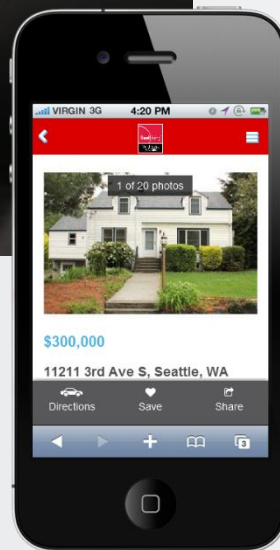 VIRGIN 3G 4:20 PM
1 of 20 photos
$300,000
11211 3rd Ave S, Seattle, WA
Directions Save Share
3